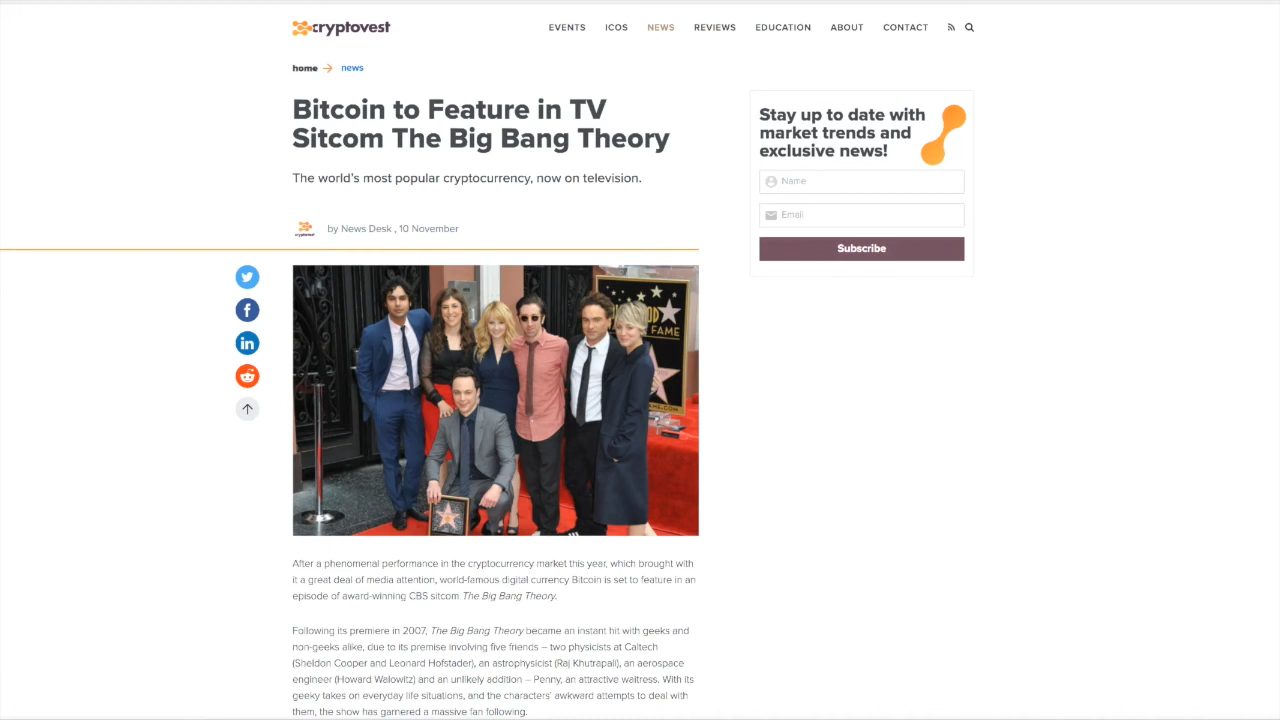 cryptovest
EVENTS ICOS NEWS REVIEWS EDUCATION ABOUT CONTACT
home news
Bitcoin to Feature in TV
Sitcom The Big Bang Theory
The world's most popular cryptocurrency, now on television.
cryptovest
by News Desk , 10 November
Stay up to date with
market trends and
exclusive news!
Name
Email
Subscribe
FAME
After a phenomenal performance in the cryptocurrency market this year, which brought with
it a great deal of media attention, world-famous digital currency Bitcoin is set to feature in an
episode of award-winning CBS sitcom The Big Bang Theory.
Following its premiere in 2007, The Big Bang Theory became an instant hit with geeks and
non-geeks alike, due to its premise involving five friends – two physicists at Caltech
(Sheldon Cooper and Leonard Hofstader), an astrophysicist (Raj Khutrapali), an aerospace
engineer (Howard Walowitz) and an unlikely addition – Penny, an attractive waitress. With its
geeky takes on everyday life situations, and the characters' awkward attempts to deal with
them, the show has garnered a massive fan following.